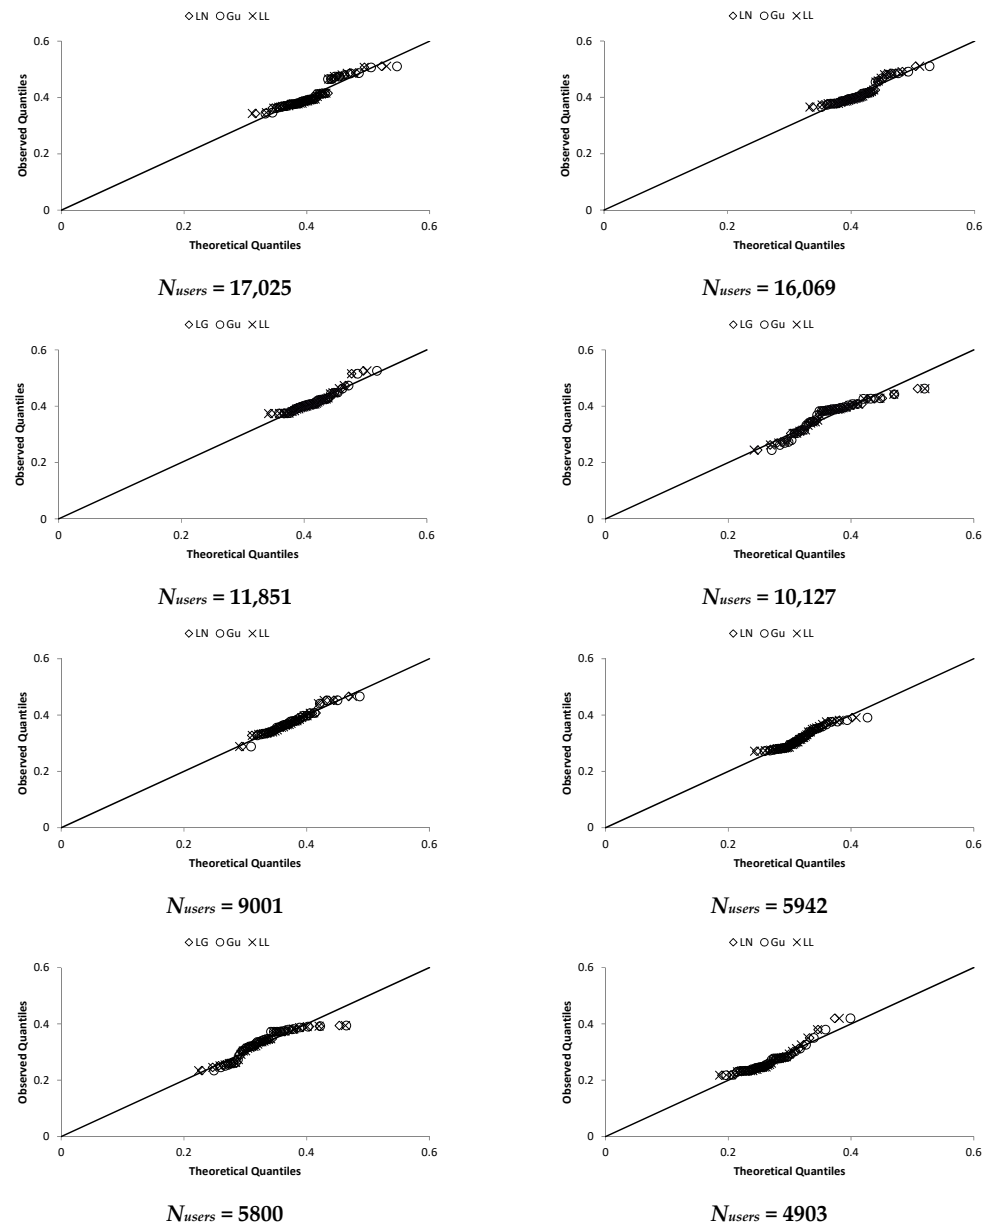 ◇LN ○Gu ×LL
0.6
0.4
0.2
0
0 0.2 0.4 0.6
Observed Quantiles
Theoretical Quantiles
Nusers = 17,025
◇LN ○Gu ×LL
0.6
0.4
0.2
0
0 0.2 0.4 0.6
Observed Quantiles
Theoretical Quantiles
Nusers = 16,069
◇LG ○Gu ×LL
0.6
0.4
0.2
0
0 0.2 0.4 0.6
Observed Quantiles
Theoretical Quantiles
Nusers = 11,851
◇LG ○Gu ×LL
0.6
0.4
0.2
0
0 0.2 0.4 0.6
Observed Quantiles
Theoretical Quantiles
Nusers = 10,127
◇LN ○Gu ×LL
0.6
0.4
0.2
0
0 0.2 0.4 0.6
Observed Quantiles
Theoretical Quantiles
Nusers = 9001
◇LN ○Gu ×LL
0.6
0.4
0.2
0
0 0.2 0.4 0.6
Observed Quantiles
Theoretical Quantiles
Nusers = 5942
◇LG ○Gu ×LL
0.6
0.4
0.2
0
0 0.2 0.4 0.6
Observed Quantiles
Theoretical Quantiles
Nusers = 5800
◇LN ○Gu ×LL
0.6
0.4
0.2
0
0 0.2 0.4 0.6
Observed Quantiles
Theoretical Quantiles
Nusers = 4903